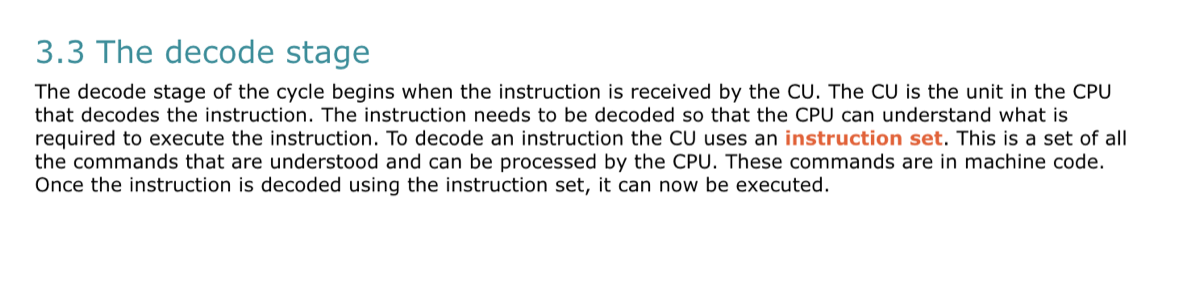 3.3 The decode stage
The decode stage of the cycle begins when the instruction is received by the CU. The CU is the unit in the CPU
that decodes the instruction. The instruction needs to be decoded so that the CPU can understand what is
required to execute the instruction. To decode an instruction the CU uses an instruction set. This is a set of all
the commands that are understood and can be processed by the CPU. These commands are in machine code.
Once the instruction is decoded using the instruction set, it can now be executed.